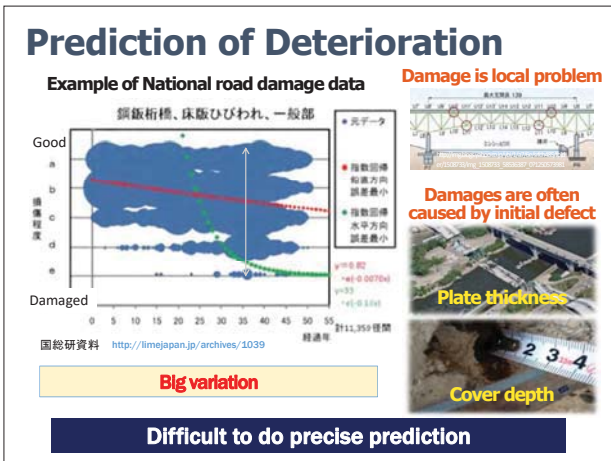 Prediction of Deterioration
Example of National road damage data
鋼鈑桁橋、床版ひびわれ、一般部
Good
a
b
c
d
e
損傷程度
Damaged
0 5 10 15 20 25 30 35 40 45 50 55
経過年
元データ
指数回帰
鉛直方向
誤差最小
指数回帰
水平方向
誤差最小
計11,359径間
国総研資料 http://limejapan.jp/archives/1039
Big variation
Damage is local problem
Damages are often
caused by initial defect
Plate thickness
2 3 4
Cover depth
Difficult to do precise prediction